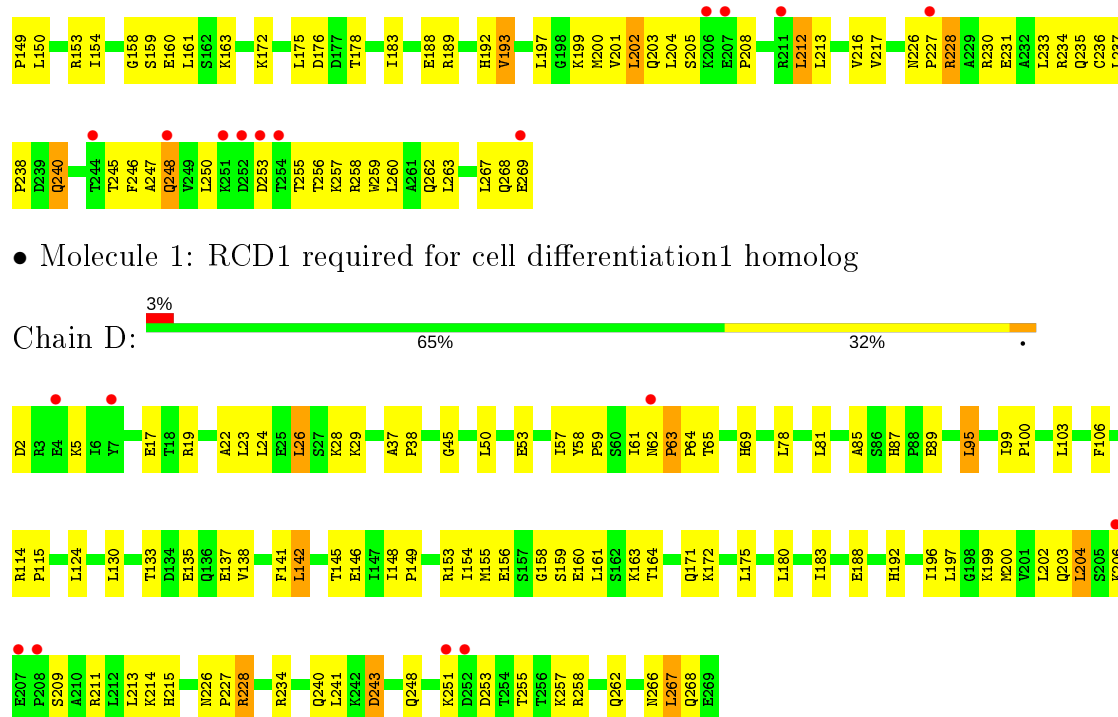 P149 L150 R153 I154 G158 S159 E160 L161 S162 K163 K172 L175 D176 D177 T178 I183 E188 R189 H192 V193 L197 G198 K199 M200 V201 L202 Q203 L204 S205 K206 E207 P208 R211 L212 L213 V216 V217 N226 P227 R228 A229 R230 E231 A232 L233 R234 Q235 C236 L237
P238 D239 Q240 T244 T245 F246 A247 Q248 V249 L250 K251 D252 D253 T254 T255 T256 K257 R258 W259 L260 A261 Q262 L263 L267 Q268 E269
• Molecule 1: RCD1 required for cell differentiation1 homolog
3%
Chain D:
65% 32% •
D2 R3 E4 K5 I6 Y7 E17 T18 R19 A22 L23 L24 E25 L26 S27 K28 K29 A37 P38 G45 L50 E53 I57 Y58 P59 S60 I61 N62 P63 P64 T65 H69 L78 L81 A85 S86 H87 P88 E89 L95 I99 P100 L103 F106
R114 P115 L124 L130 T133 D134 E135 Q136 E137 V138 F141 L142 T145 E146 I147 I148 P149 R153 I154 M155 E156 S157 G158 S159 E160 L161 S162 K163 T164 Q171 K172 L175 L180 I183 E188 H192 I196 L197 G198 K199 M200 V201 L202 Q203 L204 S205 K206
E207 P208 S209 A210 R211 L212 L213 K214 H215 N226 P227 R228 R234 Q240 L241 K242 D243 Q248 K251 D252 D253 T254 T255 T256 K257 R258 Q262 N266 L267 Q268 E269